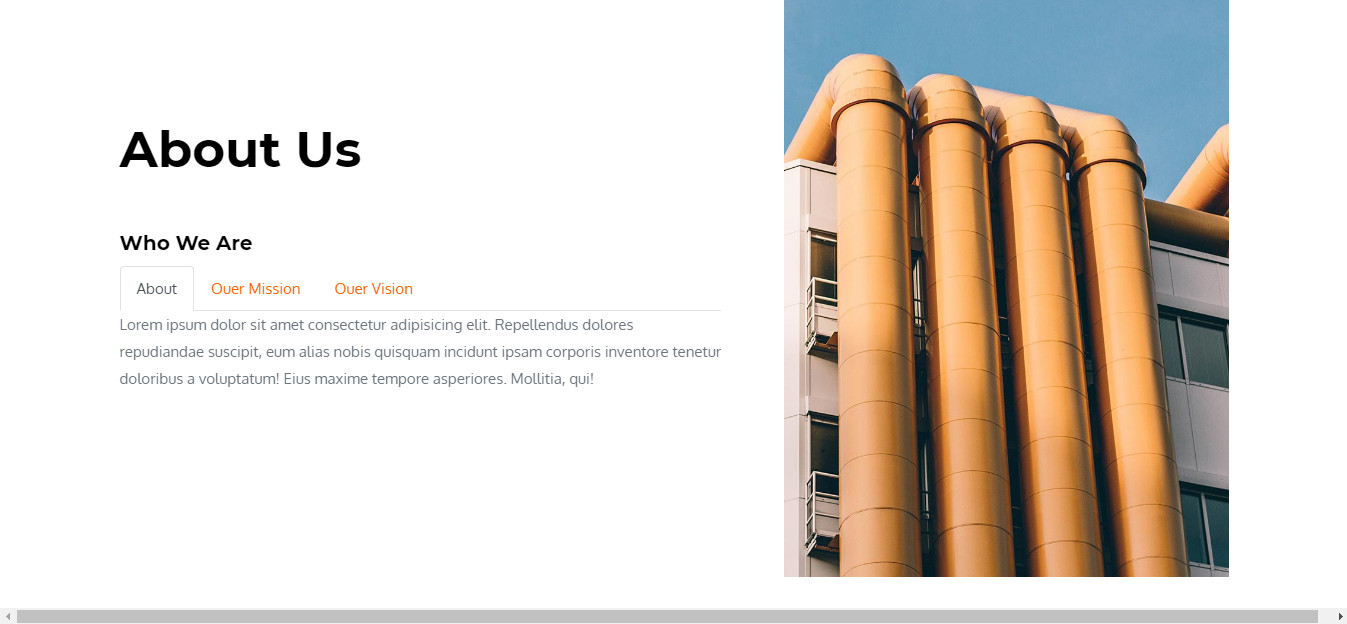 About Us
Who We Are
About
Ouer Mission
Ouer Vision
Lorem ipsum dolor sit amet consectetur adipisicing elit. Repellendus dolores
repudiandae suscipit, eum alias nobis quisquam incidunt ipsam corporis inventore tenetur
doloribus a voluptatum! Eius maxime tempore asperiores. Mollitia, qui!